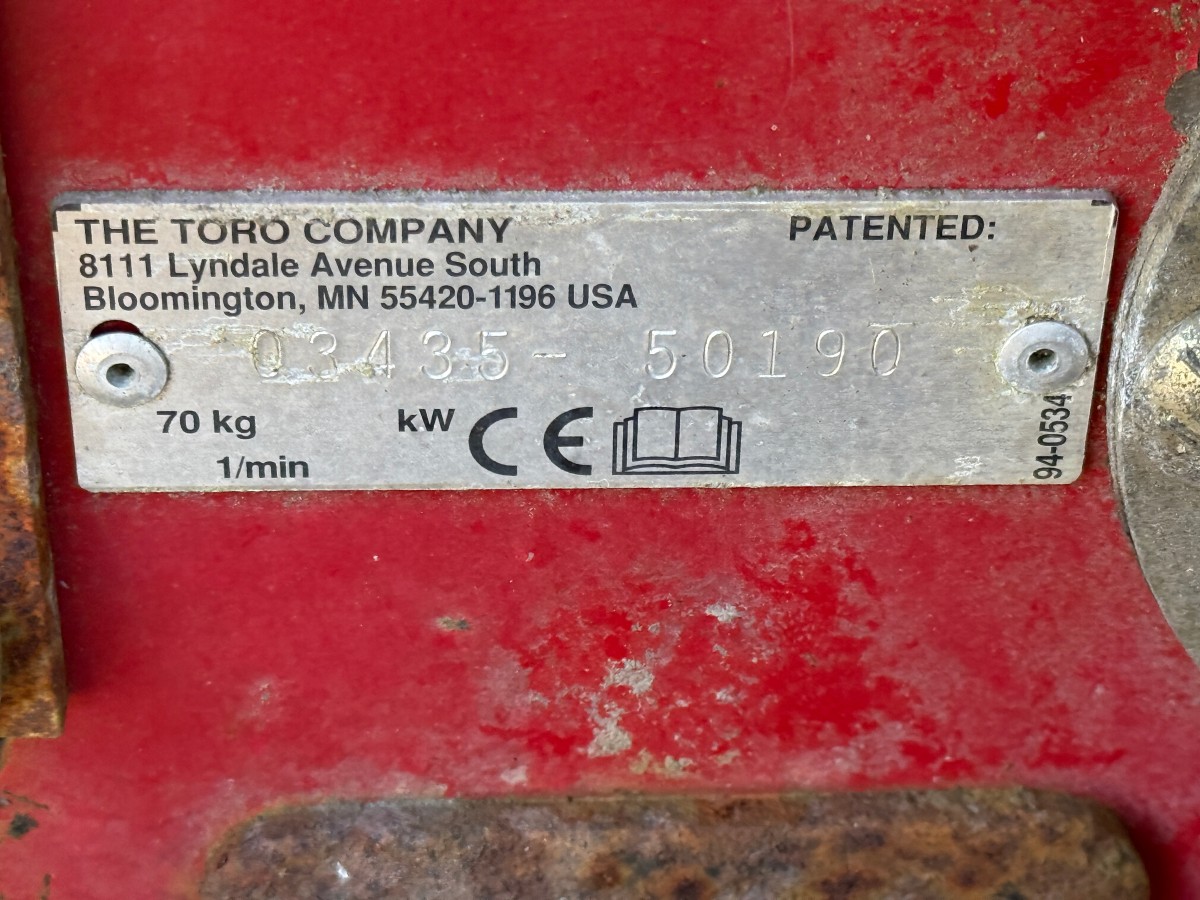 THE TORO COMPANY
PATENTED:
8111 Lyndale Avenue South
Bloomington, MN 55420-1196 USA
03435- 50190
70 kg
kW
CE
1/min
94-0534